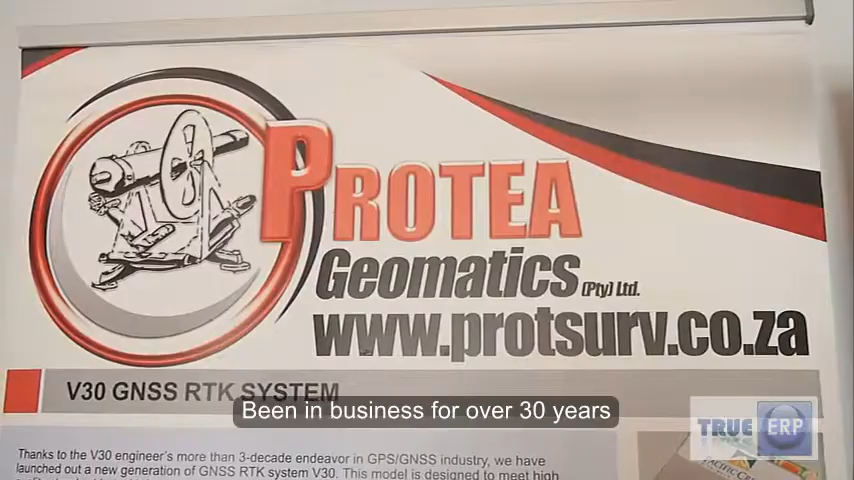 PROTEA
Geomatics (Pty) Ltd.
www.protsurv.co.za
V30 GNSS RTK SYSTEM
Been in business for over 30 years
TRUE ERP
Thanks to the V30 engineer's more than 3-decade endeavor in GPS/GNSS industry, we have
launched out a new generation of GNSS RTK system V30. This model is designed to meet high